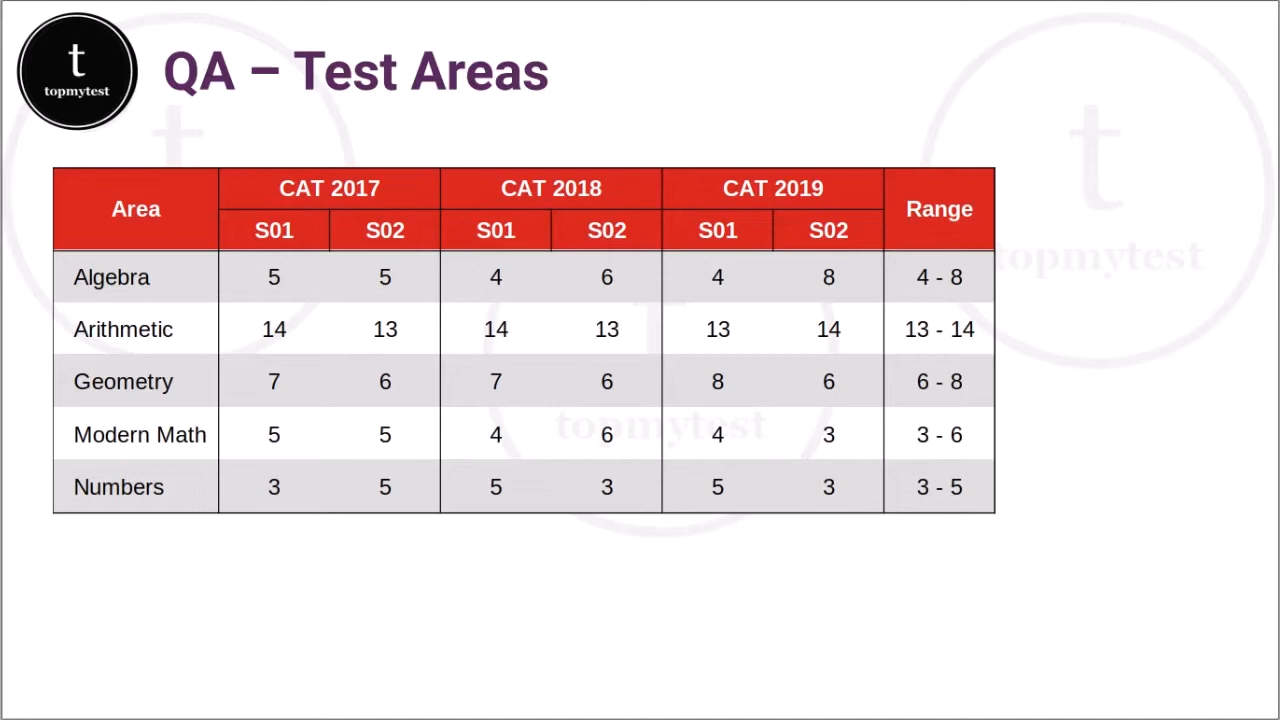 t
topmytest
QA – Test Areas
Area CAT 2017 CAT 2018 CAT 2019 Range
S01 S02 S01 S02 S01 S02
Algebra 5 5 4 6 4 8 4 - 8
Arithmetic 14 13 14 13 13 14 13 - 14
Geometry 7 6 7 6 8 6 6 - 8
Modern Math 5 5 4 6 4 3 3 - 6
Numbers 3 5 5 3 5 3 3 - 5
t
topmytest
t
topmytest
t